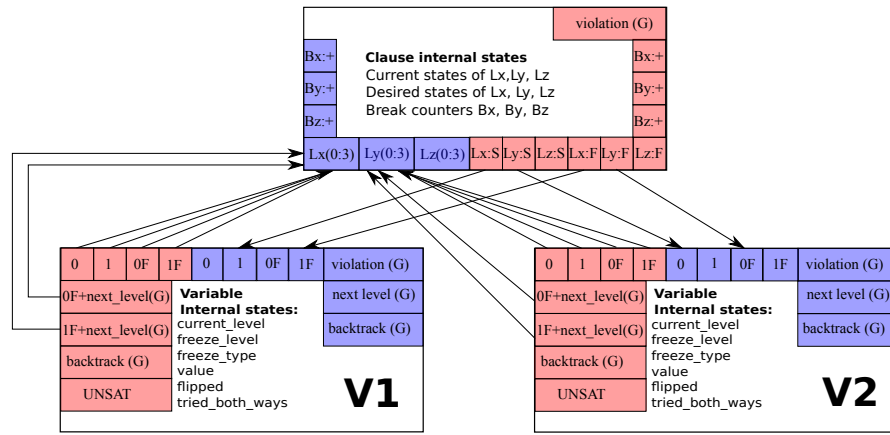 violation (G)
Bx:+
By:+
Bz:+
Clause internal states
Current states of Lx,Ly, Lz
Desired states of Lx, Ly, Lz
Break counters Bx, By, Bz
Bx:+
By:+
Bz:+
Lx(0:3) Ly(0:3) Lz(0:3) Lx:S Ly:S Lz:S Lx:F Ly:F Lz:F
0 1 0F 1F 0 1 0F 1F violation (G)
0F+next_level(G)
1F+next_level(G)
backtrack (G)
UNSAT
Variable
Internal states:
current_level
freeze_level
freeze_type
value
flipped
tried_both_ways
next level (G)
backtrack (G)
V1
0 1 0F 1F 0 1 0F 1F violation (G)
0F+next_level(G)
1F+next_level(G)
backtrack (G)
UNSAT
Variable
Internal states:
current_level
freeze_level
freeze_type
value
flipped
tried_both_ways
next level (G)
backtrack (G)
V2